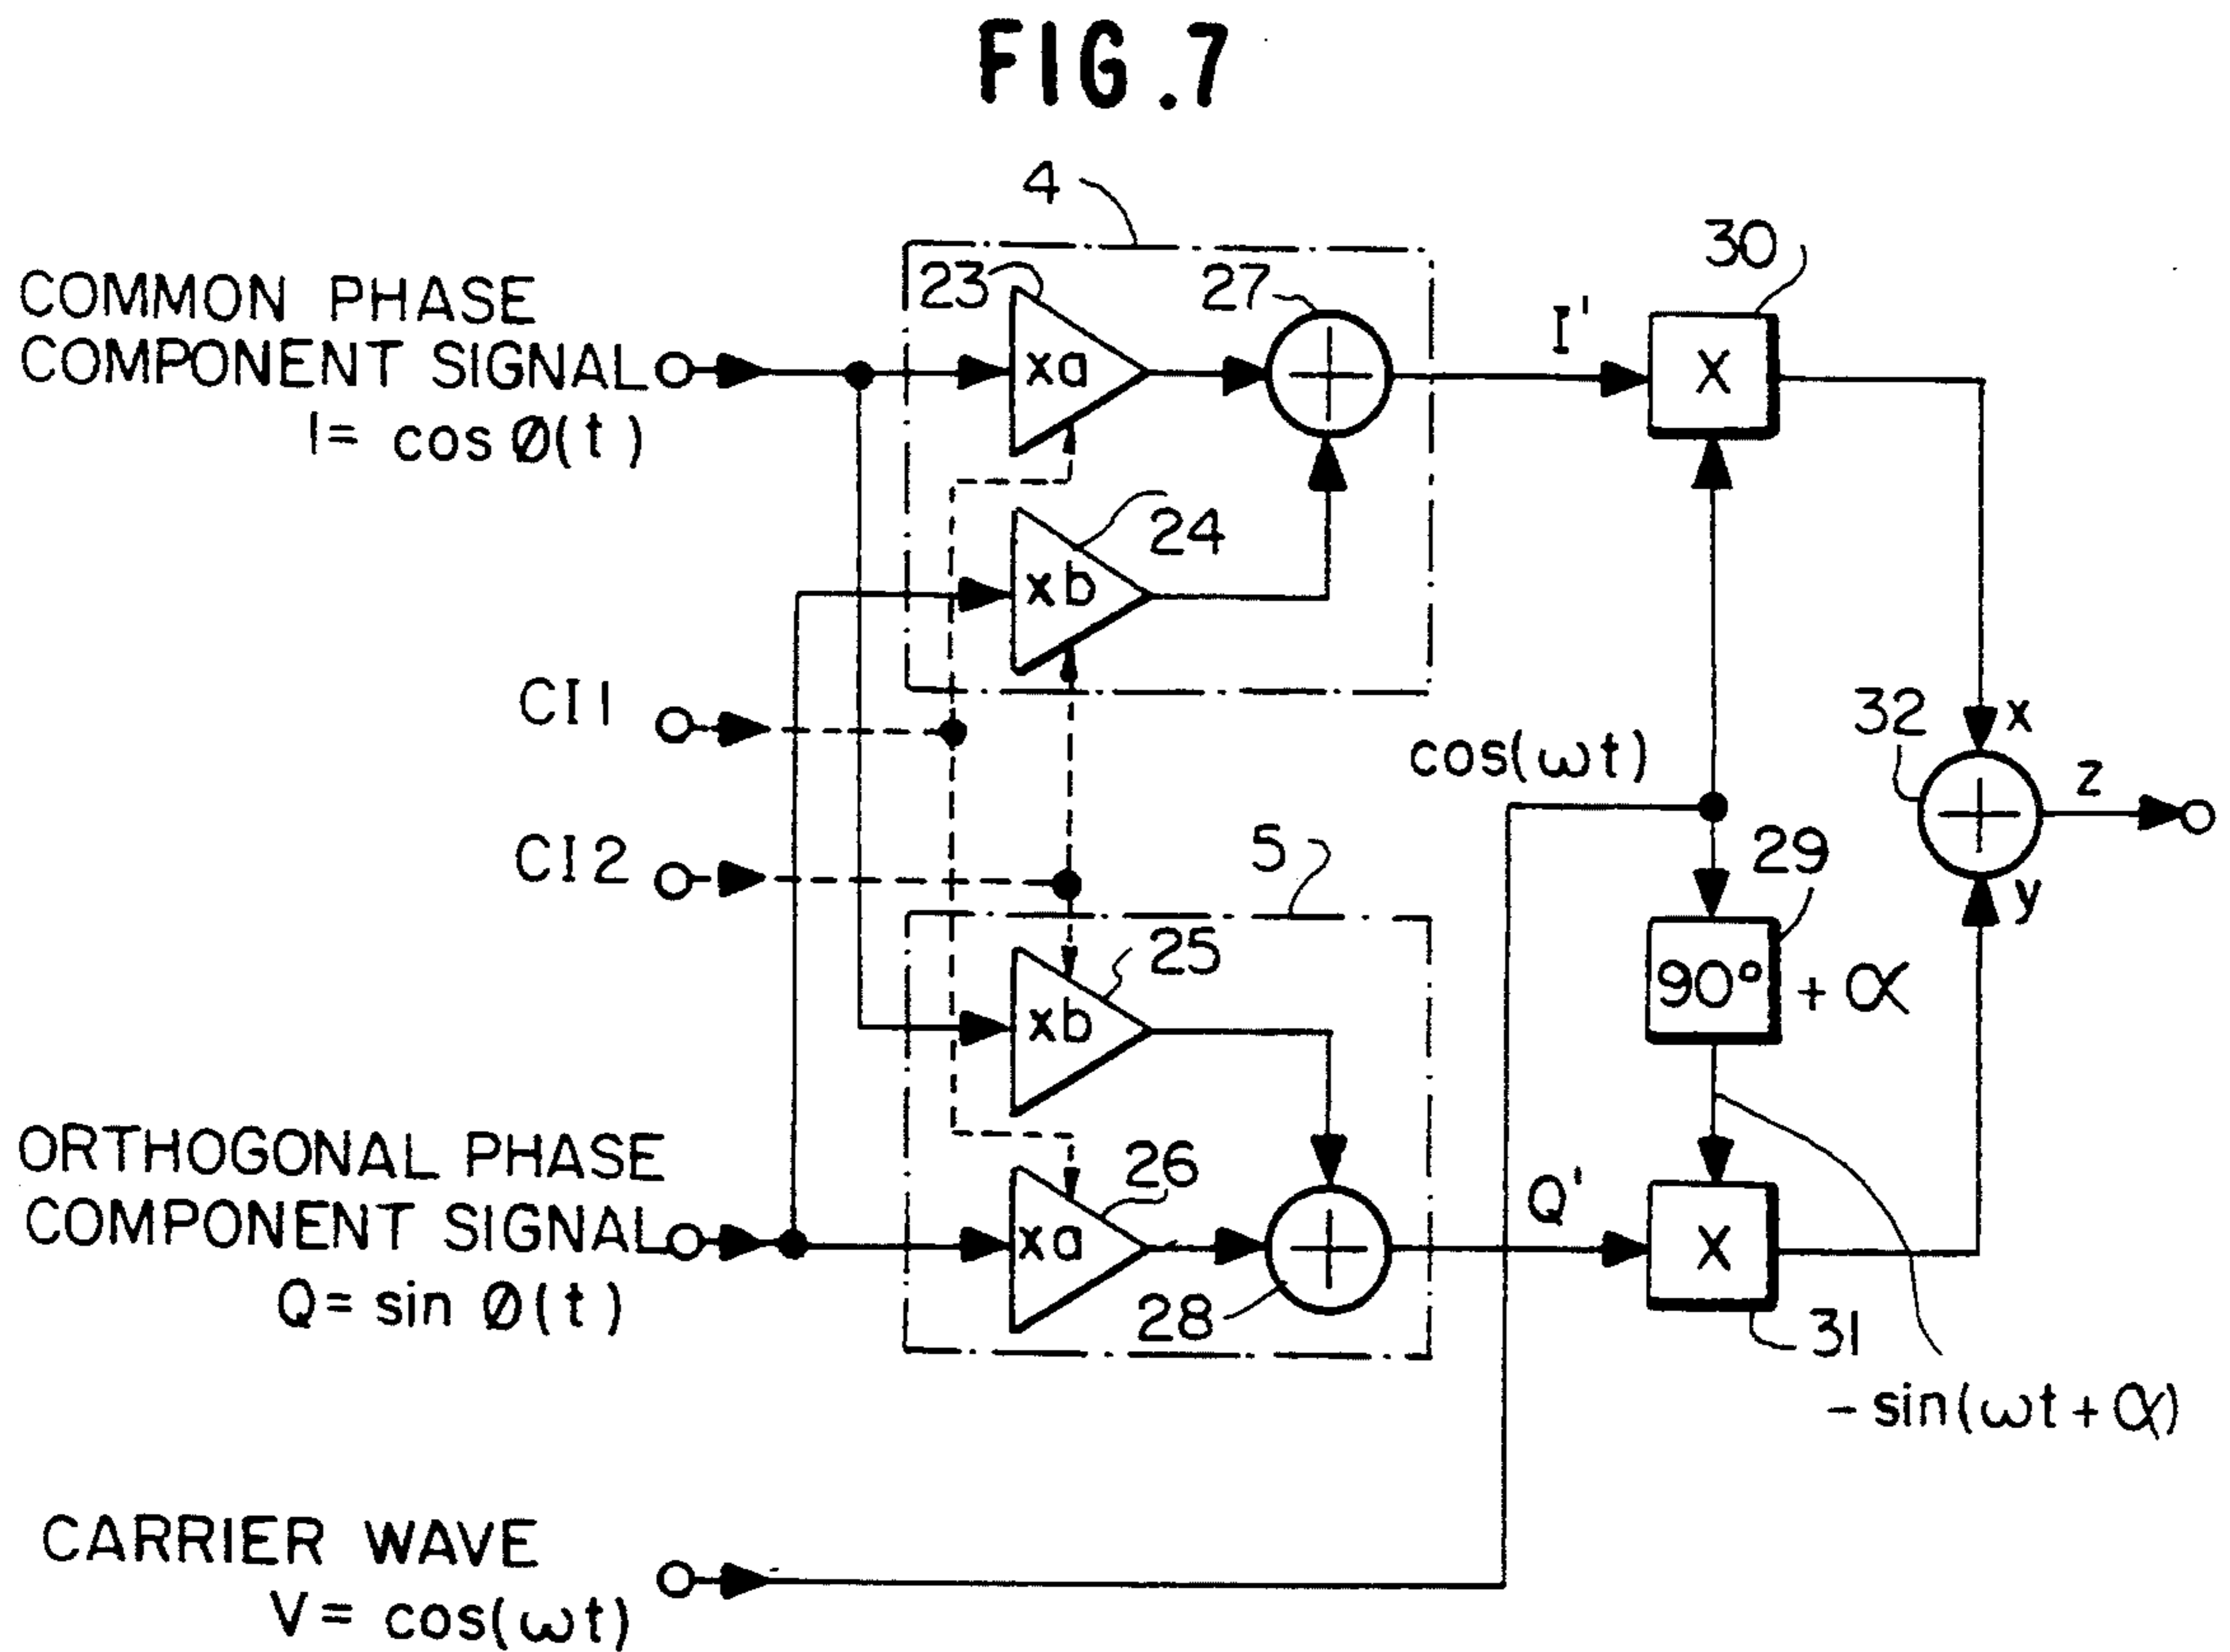 FIG.7
4
23
27
30
COMMON PHASE
COMPONENT SIGNAL
I= cos Ø(t)
xa
I'
X
24
xb
CI1
32
x
cos(ωt)
z
CI2
5
29
y
25
90° + α
xb
ORTHOGONAL PHASE
COMPONENT SIGNAL
Q= sin Ø(t)
26
xa
Q'
X
28
31
- sin(ωt + α)
CARRIER WAVE
V= cos(ωt)